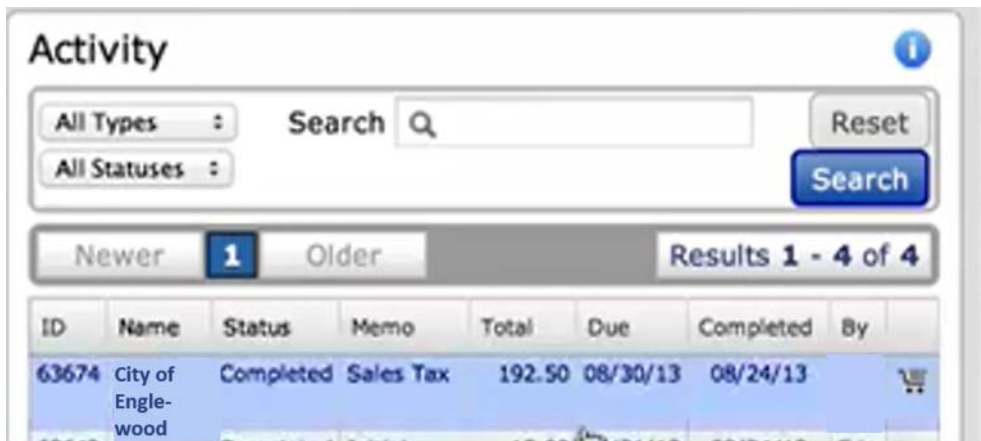 Activity
i
All Types
Search
Reset
All Statuses
Search
Newer 1 Older Results 1 - 4 of 4
ID Name Status Memo Total Due Completed By
63674 City of Completed Sales Tax 192.50 08/30/13 08/24/13
Engle-
wood